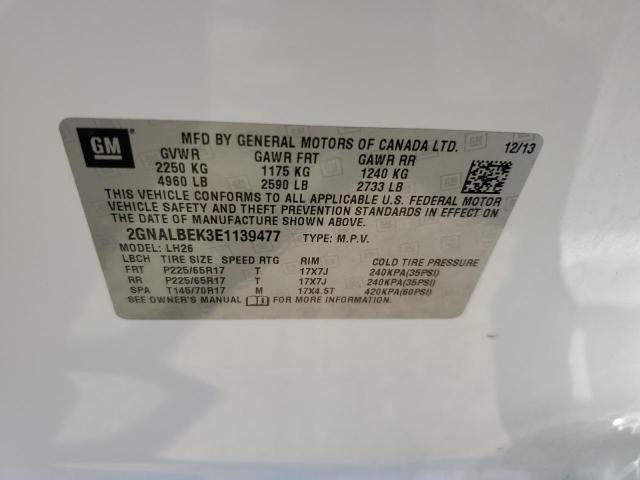 GM
MFD BY GENERAL MOTORS OF CANADA LTD. 12/13
GVWR GAWR FRT GAWR RR
2250 KG 1175 KG 1240 KG
4960 LB 2590 LB 2733 LB
THIS VEHICLE CONFORMS TO ALL APPLICABLE U.S. FEDERAL MOTOR
VEHICLE SAFETY AND THEFT PREVENTION STANDARDS IN
EFFECT ON THE DATE OF MANUFACTURE SHOWN ABOVE.
2GNALBEK3E1139477 TYPE: M.P.V.
MODEL: LH26
LBCH TIRE SIZE SPEED RTG RIM COLD TIRE PRESSURE
FRT P225/65R17 T 17X7J 240KPA(35PSI)
RR P225/65R17 T 17X7J 240KPA(35PSI)
SPA T145/70R17 M 17X4.5T 420KPA(60PSI)
SEE OWNER'S MANUAL FOR MORE INFORMATION.